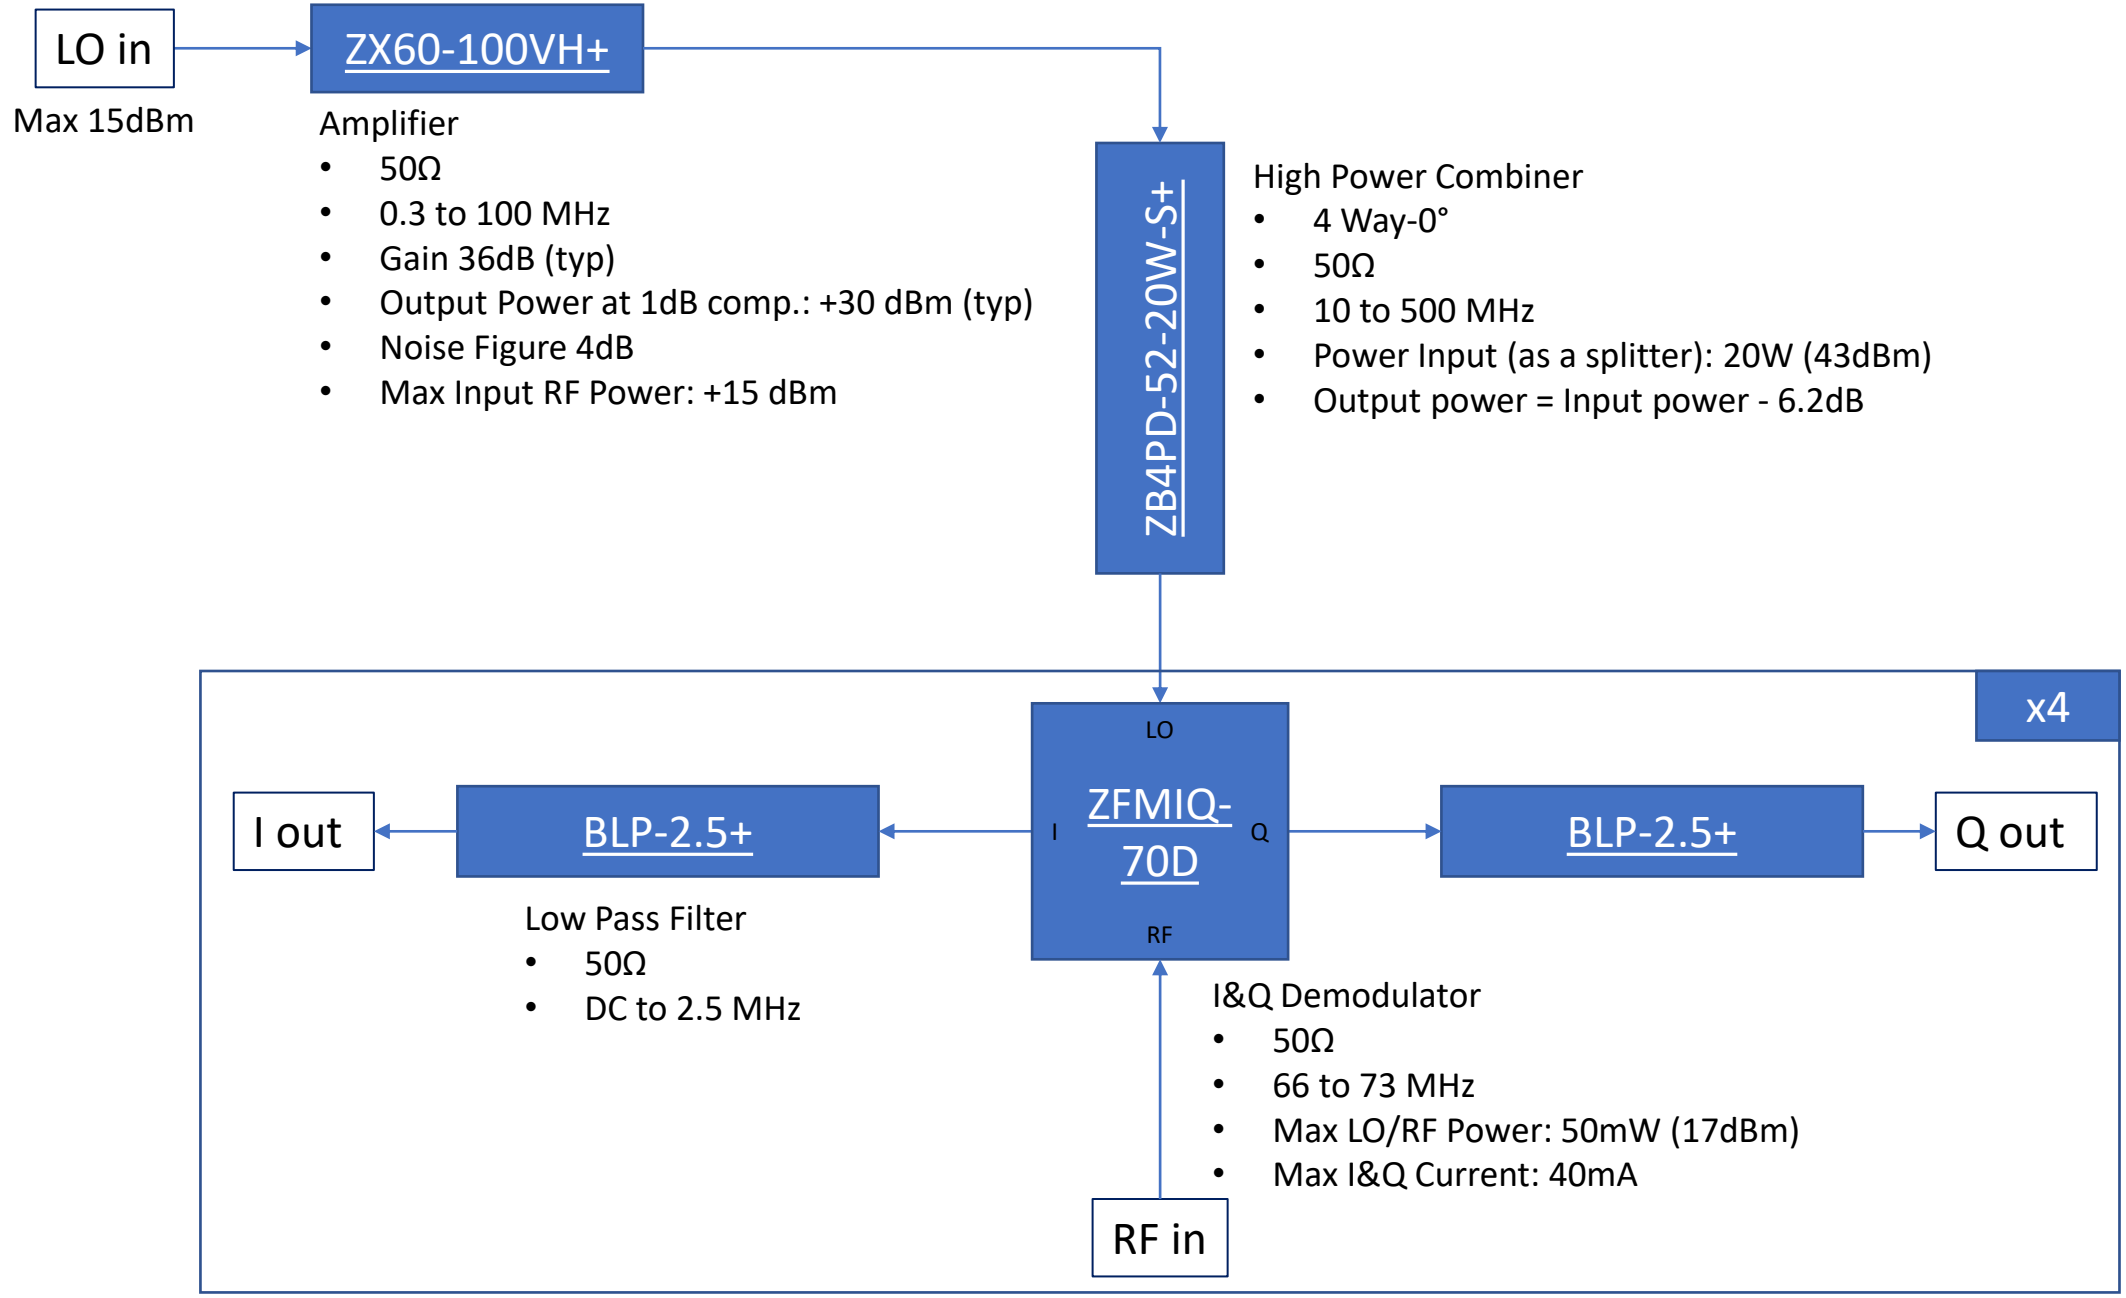 LO in
ZX60-100VH+
Max 15dBm
Amplifier
• 50Ω
• 0.3 to 100 MHz
• Gain 36dB (typ)
• Output Power at 1dB comp.: +30 dBm (typ)
• Noise Figure 4dB
• Max Input RF Power: +15 dBm
ZB4PD-52-20W-S+
High Power Combiner
• 4 Way-0°
• 50Ω
• 10 to 500 MHz
• Power Input (as a splitter): 20W (43dBm)
• Output power = Input power - 6.2dB
x4
LO
ZFMIQ-
70D
I
Q
RF
I out
BLP-2.5+
BLP-2.5+
Q out
Low Pass Filter
• 50Ω
• DC to 2.5 MHz
I&Q Demodulator
• 50Ω
• 66 to 73 MHz
• Max LO/RF Power: 50mW (17dBm)
• Max I&Q Current: 40mA
RF in